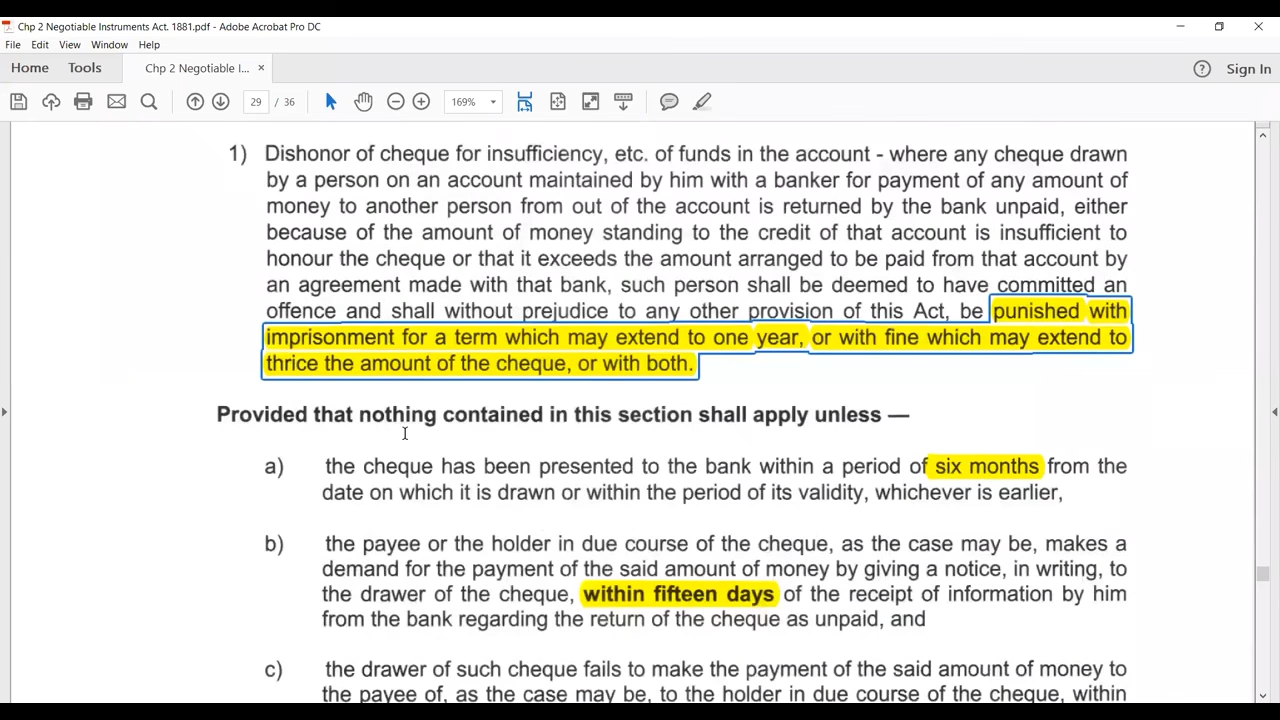 Chp 2 Negotiable Instruments Act. 1881.pdf - Adobe Acrobat Pro DC
File Edit View Window Help
Home Tools Chp 2 Negotiable I... × Sign In
29 / 36 169%
1) Dishonor of cheque for insufficiency, etc. of funds in the account - where any cheque drawn
by a person on an account maintained by him with a banker for payment of any amount of
money to another person from out of the account is returned by the bank unpaid, either
because of the amount of money standing to the credit of that account is insufficient to
honour the cheque or that it exceeds the amount arranged to be paid from that account by
an agreement made with that bank, such person shall be deemed to have committed an
offence and shall without prejudice to any other provision of this Act, be punished with
imprisonment for a term which may extend to one year, or with fine which may extend to
thrice the amount of the cheque, or with both.
Provided that nothing contained in this section shall apply unless —
a) the cheque has been presented to the bank within a period of six months from the
date on which it is drawn or within the period of its validity, whichever is earlier,
b) the payee or the holder in due course of the cheque, as the case may be, makes a
demand for the payment of the said amount of money by giving a notice, in writing, to
the drawer of the cheque, within fifteen days of the receipt of information by him
from the bank regarding the return of the cheque as unpaid, and
c) the drawer of such cheque fails to make the payment of the said amount of money to
the payee of, as the case may be, to the holder in due course of the cheque, within